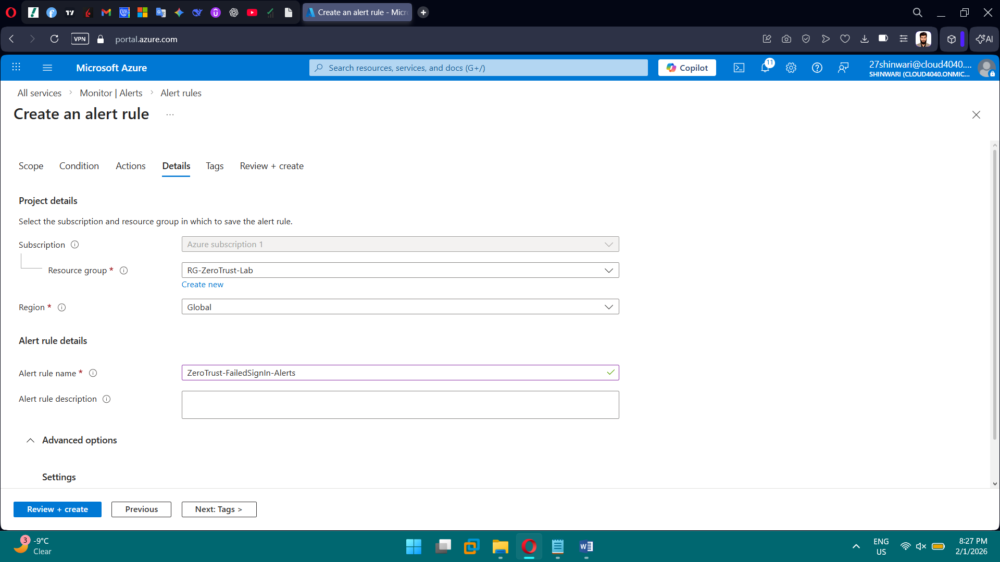 Create an alert rule - Micr
VPN
portal.azure.com
AI
Microsoft Azure
Search resources, services, and docs (G+/)
Copilot
11
27shinwari@cloud4040....
SHINWARI (CLOUD4040.ONMIC...
All services
Monitor | Alerts
Alert rules
Create an alert rule
...
Scope
Condition
Actions
Details
Tags
Review + create
Project details
Select the subscription and resource group in which to save the alert rule.
Subscription
Azure subscription 1
Resource group *
RG-ZeroTrust-Lab
Create new
Region *
Global
Alert rule details
Alert rule name *
ZeroTrust-FailedSignIn-Alerts
Alert rule description
Advanced options
Settings
Review + create
Previous
Next: Tags >
3
-9°C
Clear
ENG
US
8:27 PM
2/1/2026